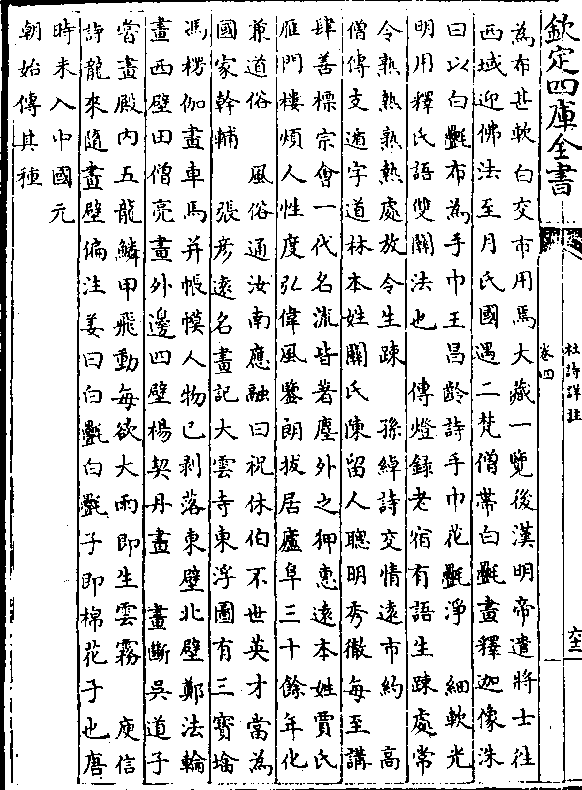 欽定四庫全書
杜詩詳註
卷四
六二
為布甚軟白交市用焉大藏一覽後漢明帝遣將士往
西域迎佛法至月氏國遇二梵僧帶白氎畫釋迦像洙
曰以白氎布為手巾王昌齡詩手巾花氎淨 細軟光
明用釋氏語雙關法也 傳燈錄老宿有語生踈處常
令熟熟熟熟處放令生踈 孫綽詩交情遠市約 高
僧傳支遁字道林本姓關氏陳留人聰明秀徹每至講
肆善標宗會一代名流皆著塵外之狎恵遠本姓賈氏
雁門樓煩人性度弘偉風鑒朗拔居廬阜三十餘年化
兼道俗 風俗通汝南應融曰祝休伯不世英才當為
國家幹輔 張彥遠名畫記大雲寺東浮圖有三寶塔
馮楞伽畫車馬并帳幙人物已剥落東壁北壁鄭法輪
畫西壁田僧亮畫外邊四壁楊契丹畫 畫斷吳道子
嘗畫殿內五龍鱗甲飛動每欲大雨即生雲霧 庾信
詩龍來隨畫壁偏注姜曰白氎白氎子即棉花子也唐
時未入中國元
朝始傳其種